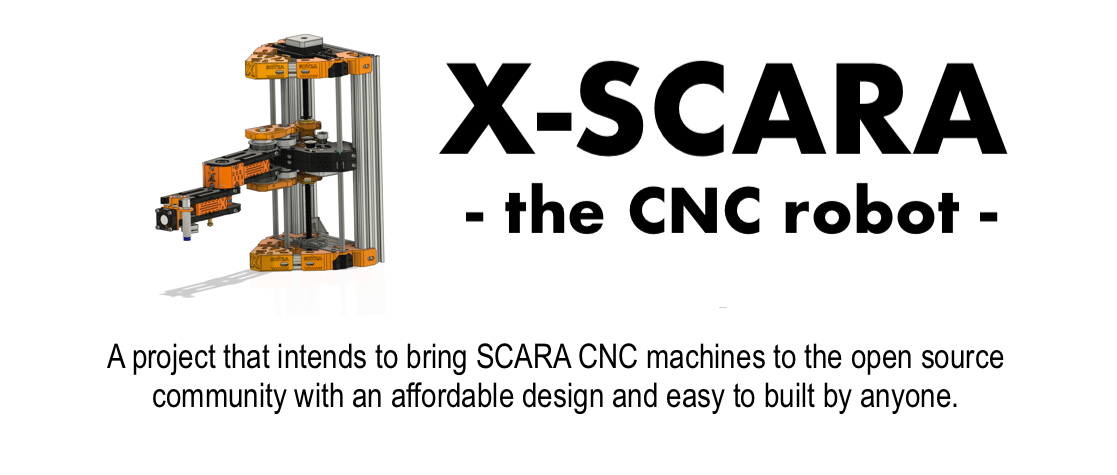 X-SCARA
- the CNC robot -
A project that intends to bring SCARA CNC machines to the open source
community with an affordable design and easy to built by anyone.